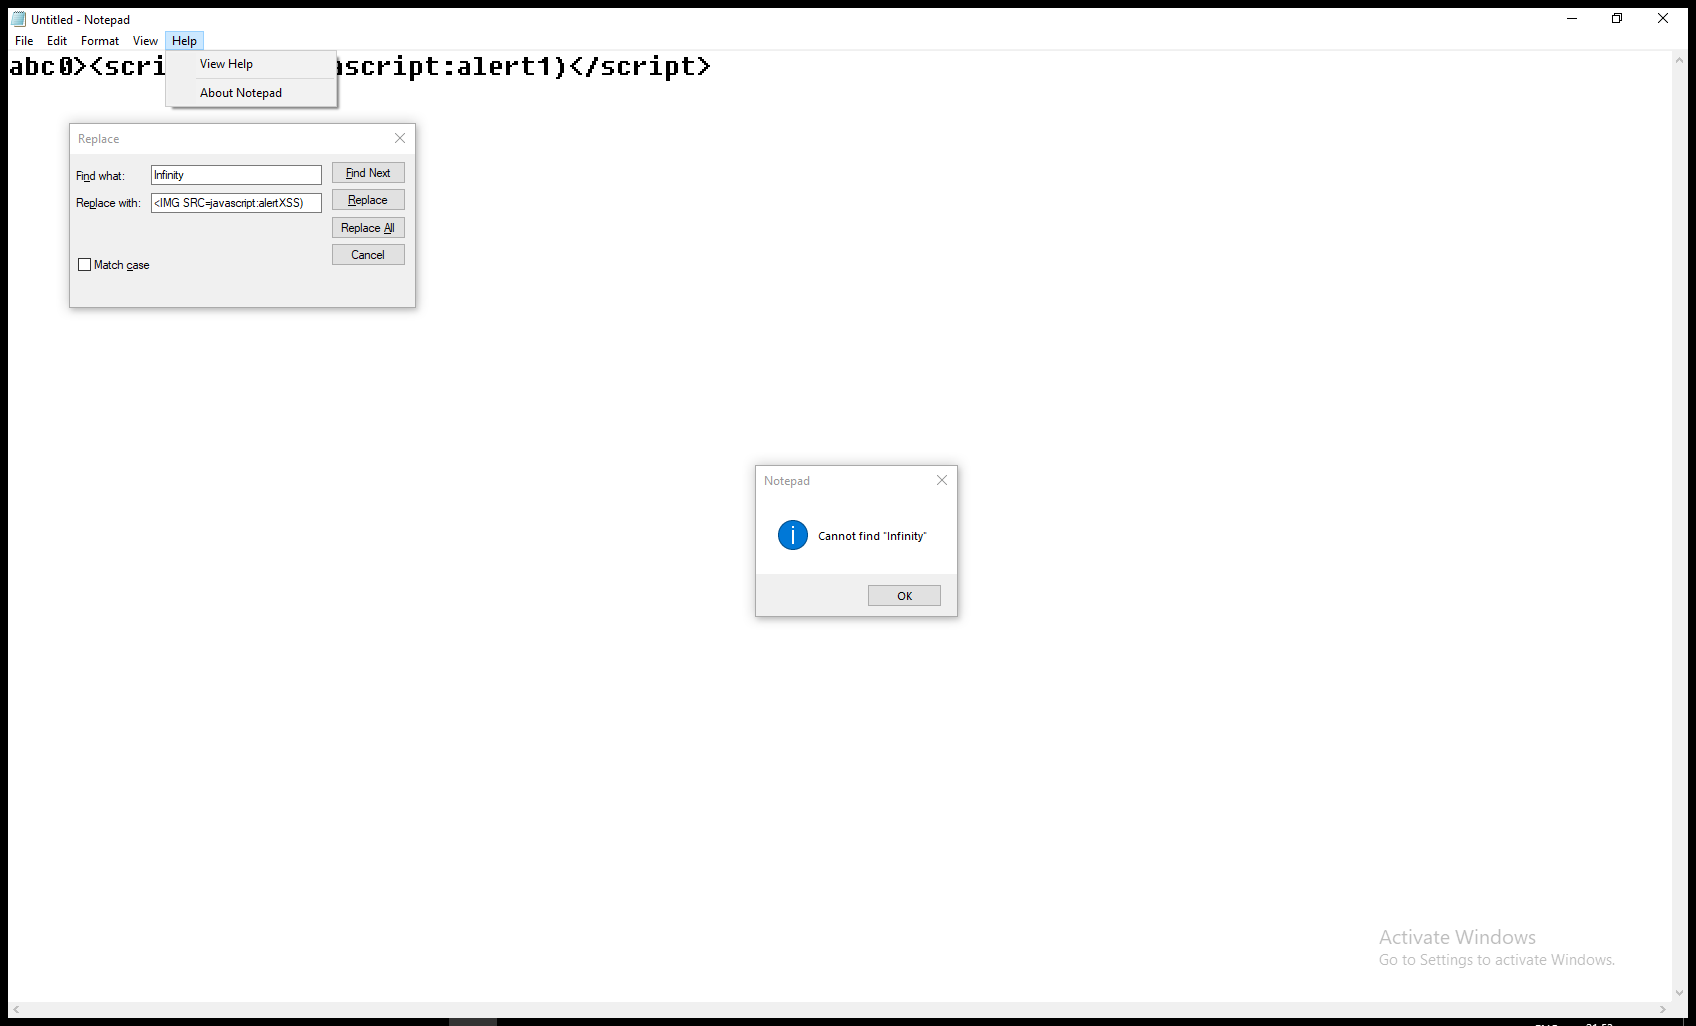 Untitled - Notepad
File Edit Format View Help
abc0><scri ascript:alert1)</script>
View Help
About Notepad
Replace
Find what: Infinity Find Next
Replace with: <IMG SRC=javascript:alertXSS) Replace
Replace All
Cancel
Match case
Notepad
Cannot find "Infinity"
OK
Activate Windows
Go to Settings to activate Windows.